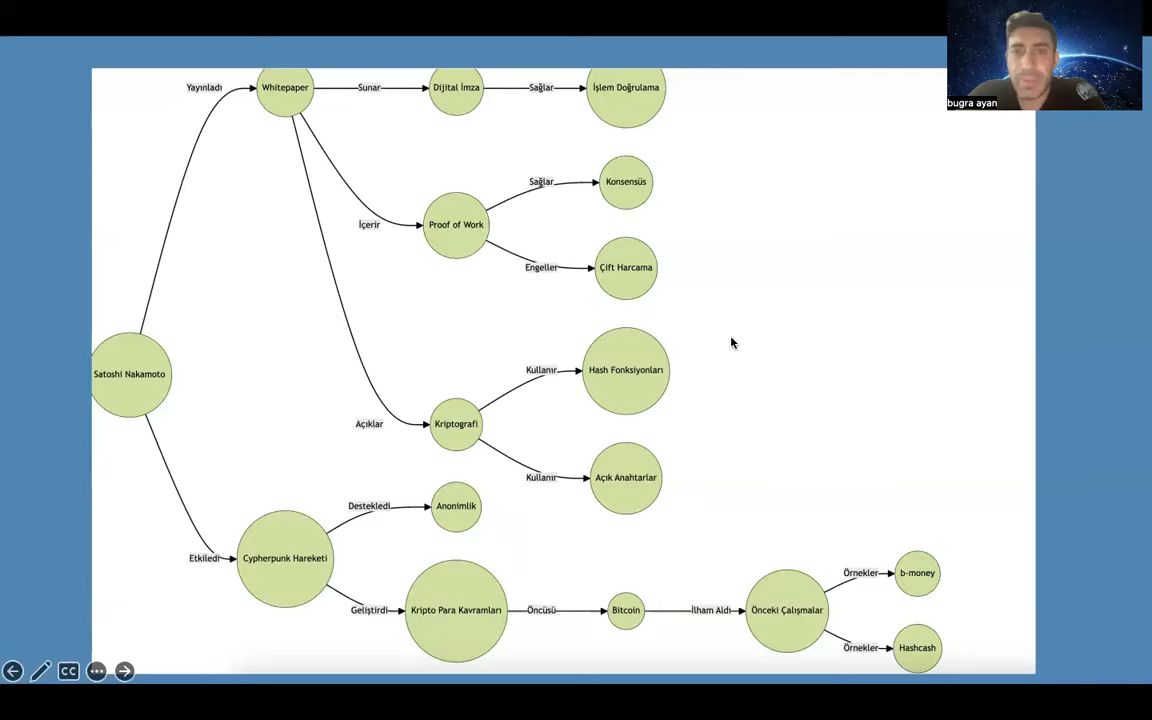 bugra ayan
Yayınladı
Whitepaper
Sunar
Dijital İmza
Sağlar
İşlem Doğrulama
Sağlar
Konsensüs
İçerir
Proof of Work
Engeller
Çift Harcama
Satoshi Nakamoto
Kullanır
Hash Fonksiyonları
Açıklar
Kriptografi
Kullanır
Açık Anahtarlar
Destekledi
Anonimlik
Etkiledi
Cypherpunk Hareketi
Geliştirdi
Kripto Para Kavramları
Öncüsü
Bitcoin
İlham Aldı
Önceki Çalışmalar
Örnekler
b-money
Örnekler
Hashcash
CC